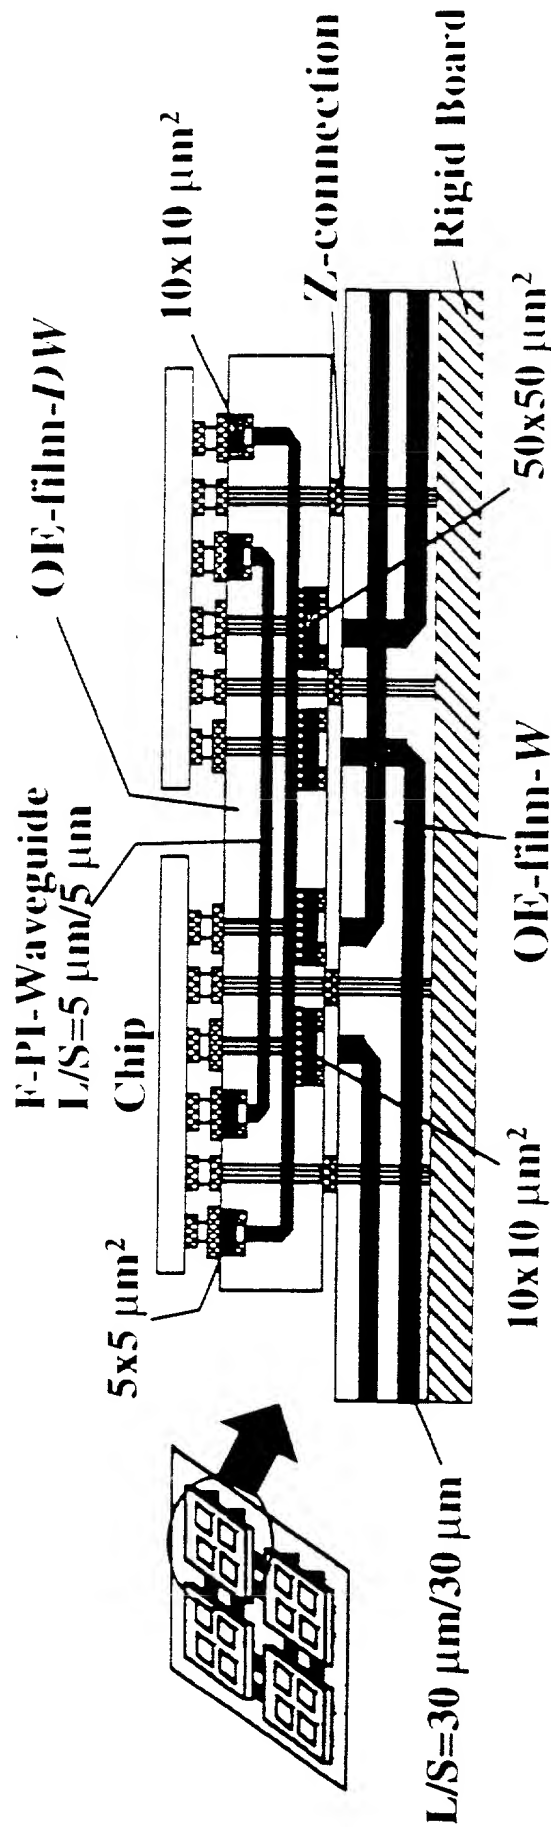 F-PI-Waveguide
L/S=5 μm/5 μm
OE-film-DW
Chip
10x10 μm²
5x5 μm²
Z-connection
L/S=30 μm/30 μm
10x10 μm²
OE-film-W
50x50 μm²
Rigid Board